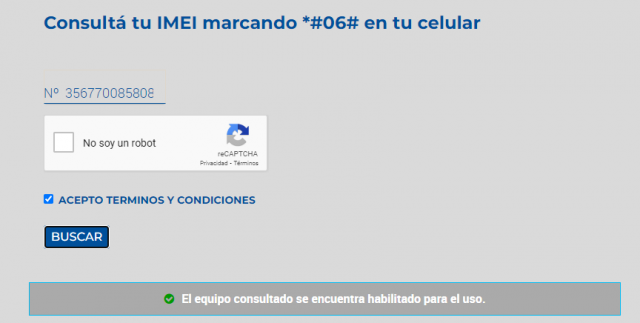 Consultá tu IMEI marcando *#06# en tu celular
Nº 356770085808
No soy un robot
reCAPTCHA
Privacidad - Términos
ACEPTO TERMINOS Y CONDICIONES
BUSCAR
El equipo consultado se encuentra habilitado para el uso.